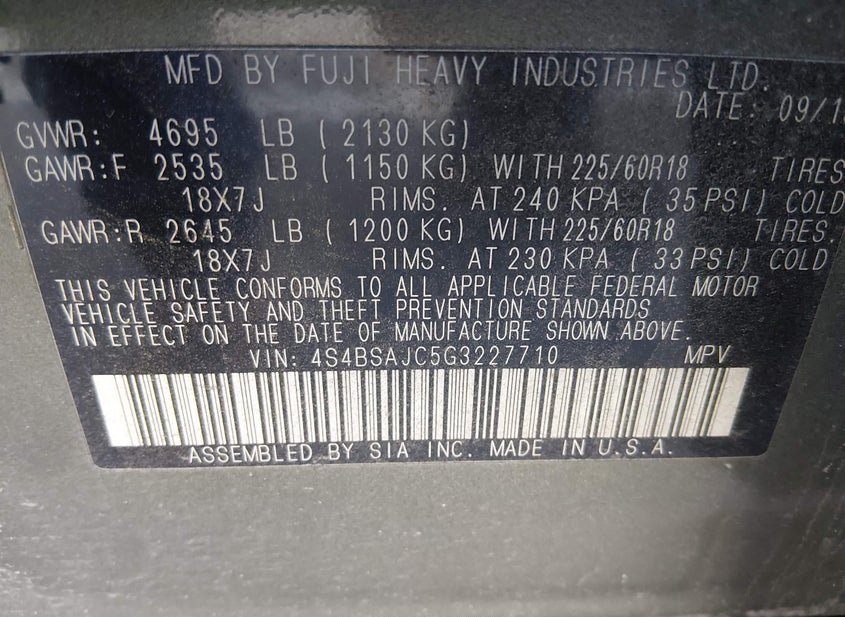 MFD BY FUJI HEAVY INDUSTRIES LTD.
DATE: 09/1
GVWR: 4695 LB ( 2130 KG)
GAWR:F 2535 LB ( 1150 KG) WITH 225/60R18 TIRES
18X7J RIMS. AT 240 KPA ( 35 PSI) COLD
GAWR:R 2645 LB ( 1200 KG) WITH 225/60R18 TIRES.
18X7J RIMS. AT 230 KPA ( 33 PSI) COLD
THIS VEHICLE CONFORMS TO ALL APPLICABLE FEDERAL MOTOR
VEHICLE SAFETY AND THEFT PREVENTION STANDARDS
IN EFFECT ON THE DATE OF MANUFACTURE SHOWN ABOVE.
VIN: 4S4BSAJC5G3227710 MPV
ASSEMBLED BY SIA INC. MADE IN U.S.A.